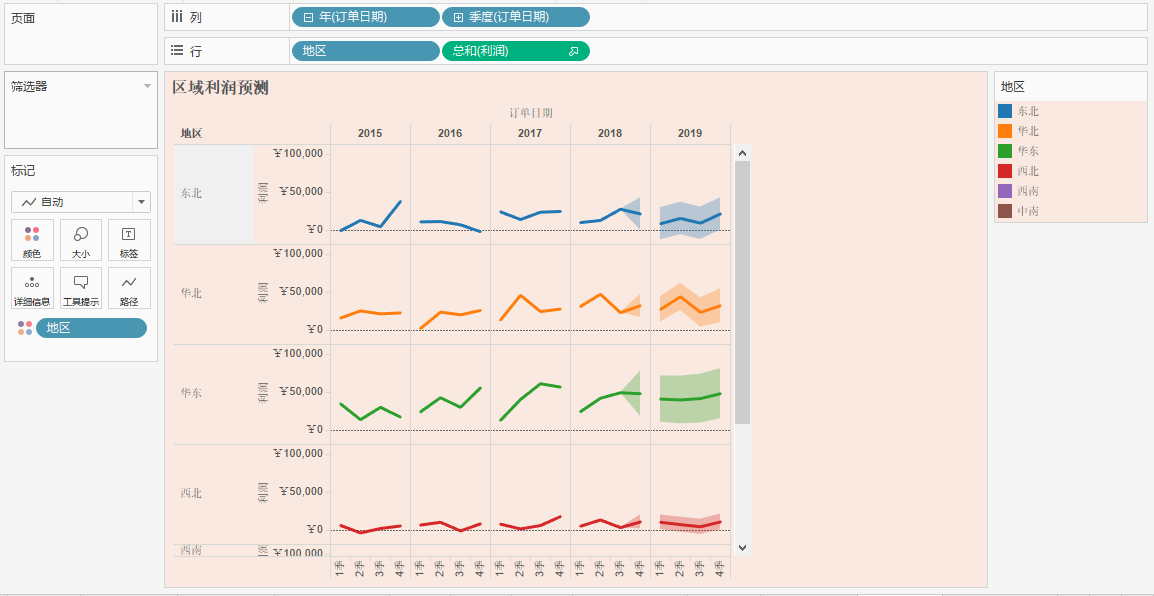 页面
列
年(订单日期)
季度(订单日期)
行
地区
总和(利润)
筛选器
标记
自动
颜色
大小
标签
详细信息
工具提示
路径
地区
区域利润预测
订单日期
地区
2015
2016
2017
2018
2019
东北
利润
¥100,000
¥50,000
¥0
华北
利润
¥100,000
¥50,000
¥0
华东
利润
¥100,000
¥50,000
¥0
西北
利润
¥100,000
¥50,000
¥0
西南
¥100,000
1季
2季
3季
4季
1季
2季
3季
4季
1季
2季
3季
4季
1季
2季
3季
4季
1季
2季
3季
4季
地区
东北
华北
华东
西北
西南
中南